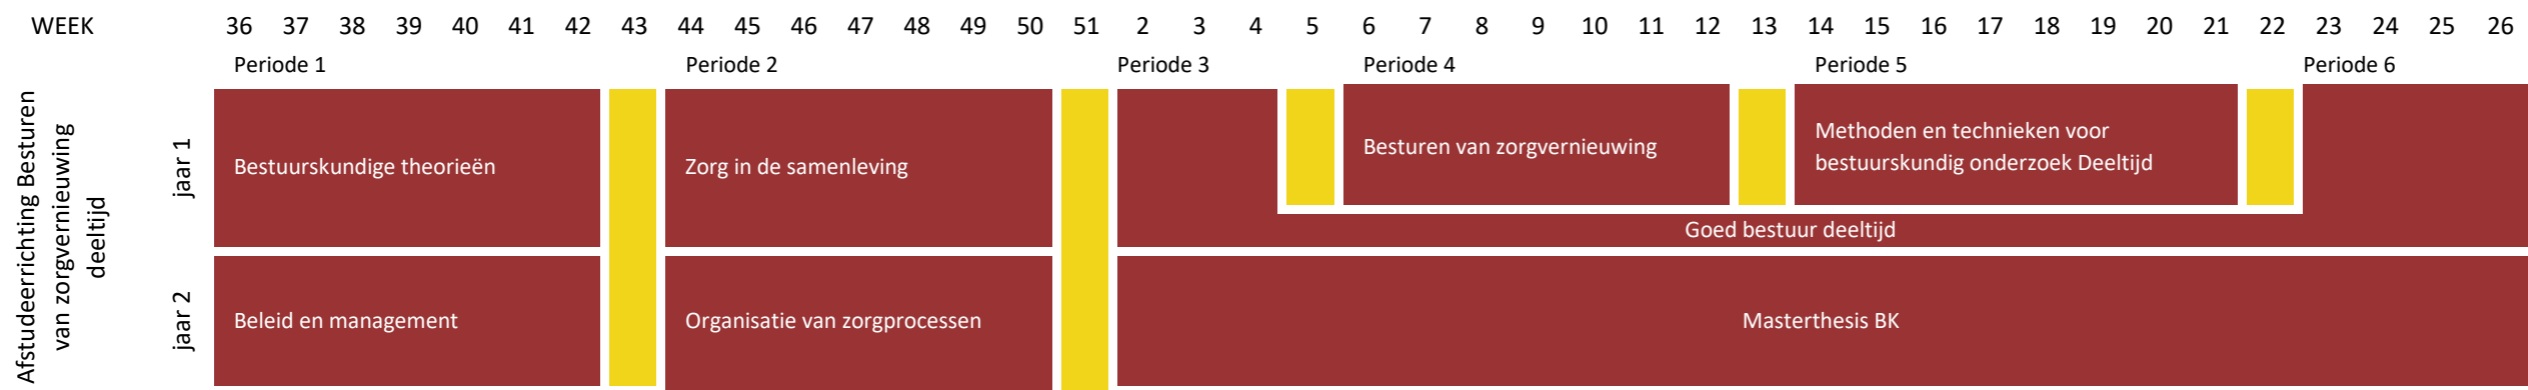 WEEK 36 37 38 39 40 41 42 43 44 45 46 47 48 49 50 51 2 3 4 5 6 7 8 9 10 11 12 13 14 15 16 17 18 19 20 21 22 23 24 25 26
Periode 1 Periode 2 Periode 3 Periode 4 Periode 5 Periode 6
Afstudeerrichting Besturen
van zorgvernieuwing
deeltijd
jaar 1
Bestuurskundige theorieën
Zorg in de samenleving
Besturen van zorgvernieuwing
Methoden en technieken voor
bestuurskundig onderzoek Deeltijd
Goed bestuur deeltijd
jaar 2
Beleid en management
Organisatie van zorgprocessen
Masterthesis BK